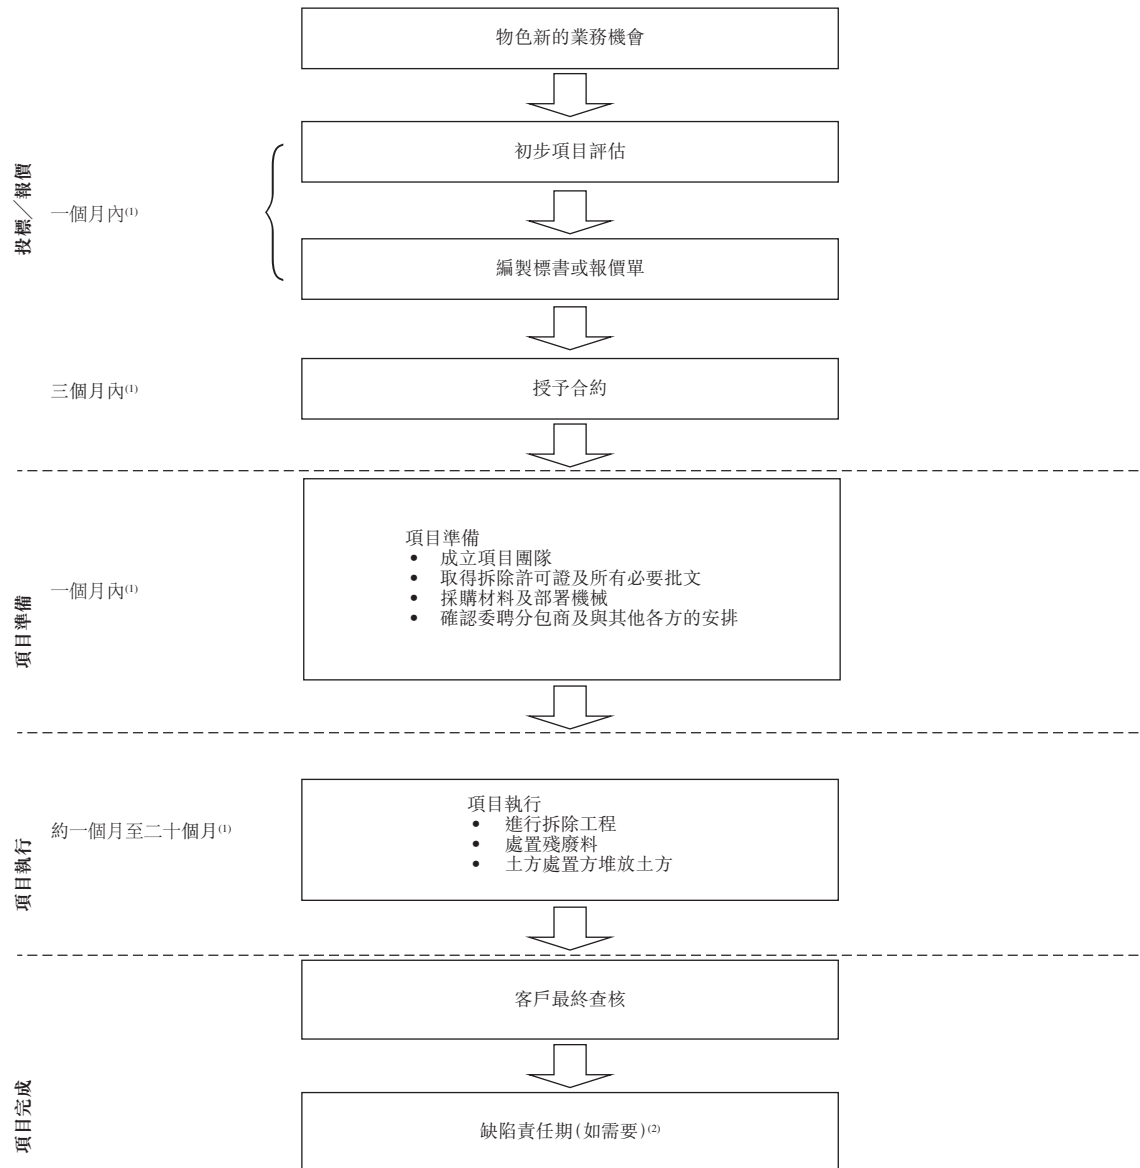 物色新的業務機會
初步項目評估
投標／報價
一個月內(1)
編製標書或報價單
三個月內(1)
授予合約
項目準備
• 成立項目團隊
• 取得拆除許可證及所有必要批文
• 採購材料及部署機械
• 確認委聘分包商及與其他各方的安排
一個月內(1)
項目準備
項目執行
• 進行拆除工程
• 處置殘廢料
• 土方處置方堆放土方
約一個月至二十個月(1)
項目執行
客戶最終查核
項目完成
缺陷責任期(如需要)(2)